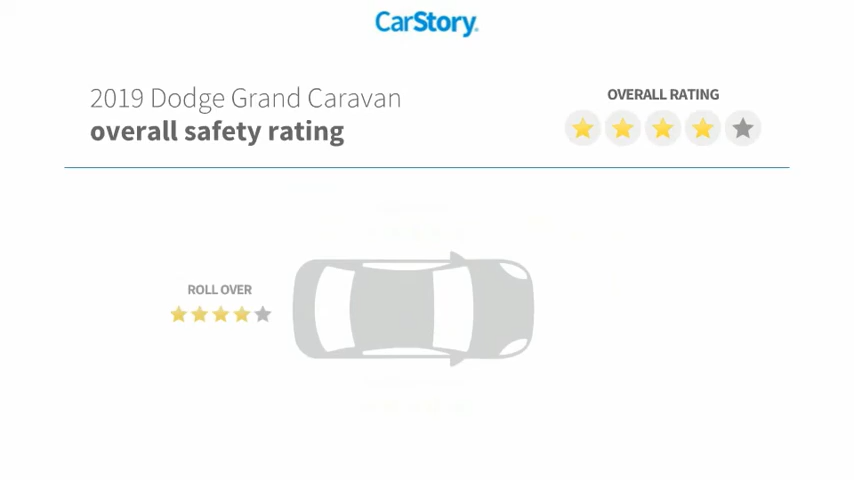 CarStory
2019 Dodge Grand Caravan
overall safety rating
OVERALL RATING
ROLL OVER